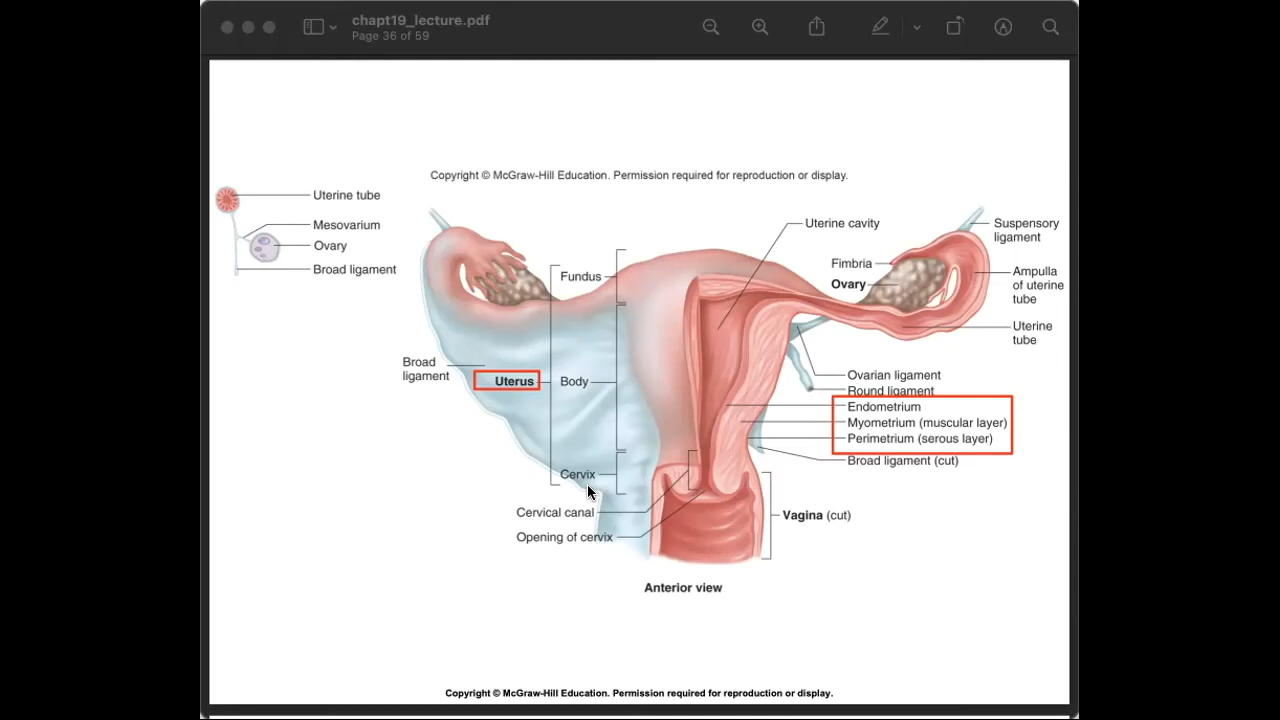 chapt19_lecture.pdf
Page 36 of 59
Copyright © McGraw-Hill Education. Permission required for reproduction or display.
Uterine tube
Mesovarium
Ovary
Broad ligament
Uterine cavity
Suspensory
ligament
Fimbria
Ovary
Ampulla
of uterine
tube
Uterine
tube
Fundus
Broad
ligament
Uterus
Body
Cervix
Cervical canal
Opening of cervix
Ovarian ligament
Round ligament
Endometrium
Myometrium (muscular layer)
Perimetrium (serous layer)
Broad ligament (cut)
Vagina (cut)
Anterior view
Copyright © McGraw-Hill Education. Permission required for reproduction or display.